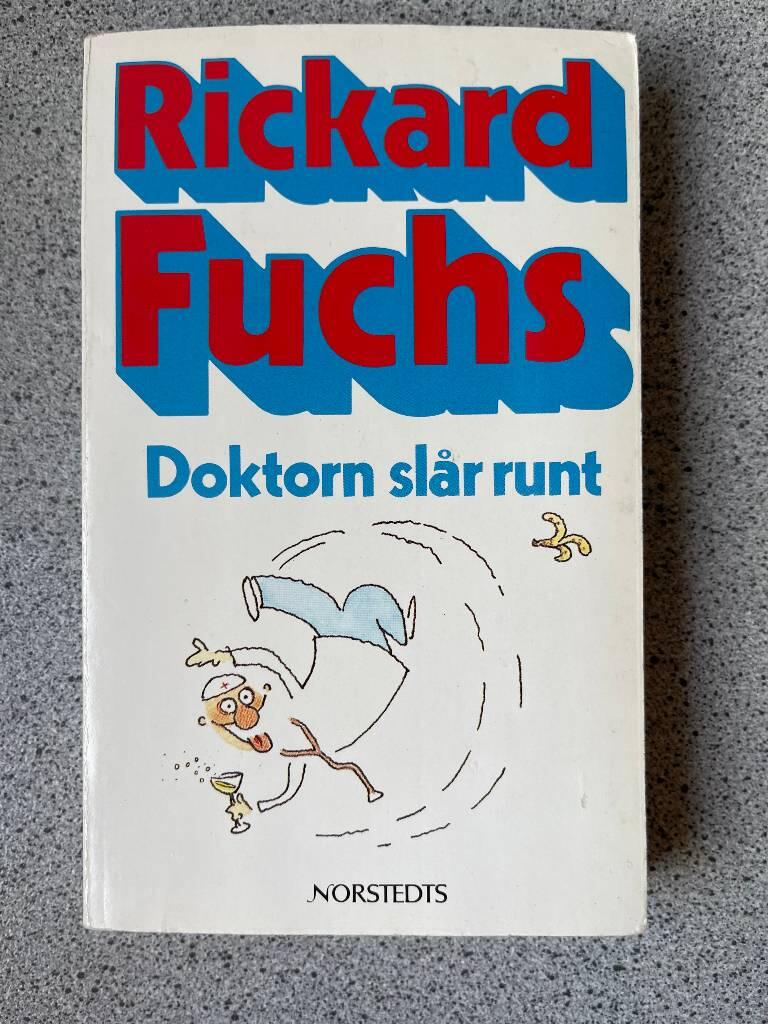 Rickard
Fuchs
Doktorn slår runt
NORSTEDTS